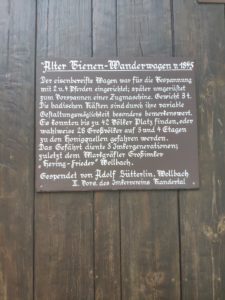 Alter Bienen-Wanderwagen v. 1895
Der eisenbereifte Wagen war für die Bespannung
mit 2 u. 4 Pferden eingerichtet; später umgerüstet
zum Vorspannen einer Zugmaschine. Gewicht 3 t.
Die badischen Kästen sind durch ihre variable
Gestaltungsmöglichkeit besonders bemerkenswert.
Es konnten bis zu 42 Völker Platz finden, oder
wahlweise 28 Großvölker auf 3 und 4 Etagen
zu den Honigquellen gefahren werden.
Das Gefährt diente 3 Imkergenerationen;
zuletzt dem Markgräfler Großimker
"Hering-Frieder" Wollbach.
Gespendet von Adolf Sütterlin, Wollbach
II. Vors. des Imkervereins Kandertal